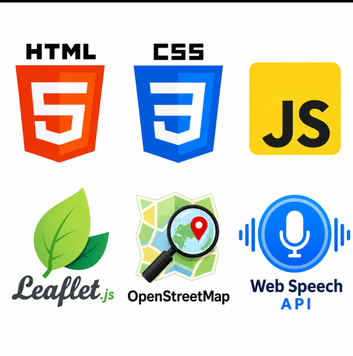 HTML
5
CSS
3
JS
Leaflet.js
OpenStreetMap
Web Speech
API